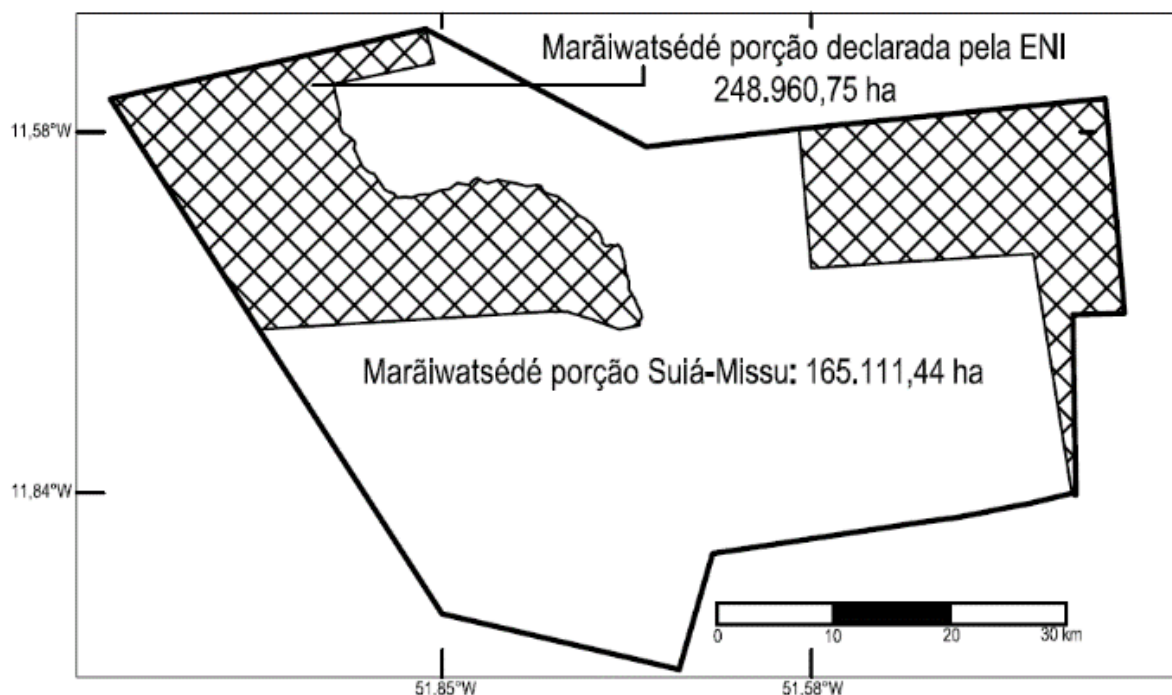 Marãiwatsédé porção declarada pela ENI
248.960,75 ha
11,58°W
Marãiwatsédé porção Suiá-Missu: 165.111,44 ha
11,84°W
0 10 20 30 km
51,85°W 51,58°W